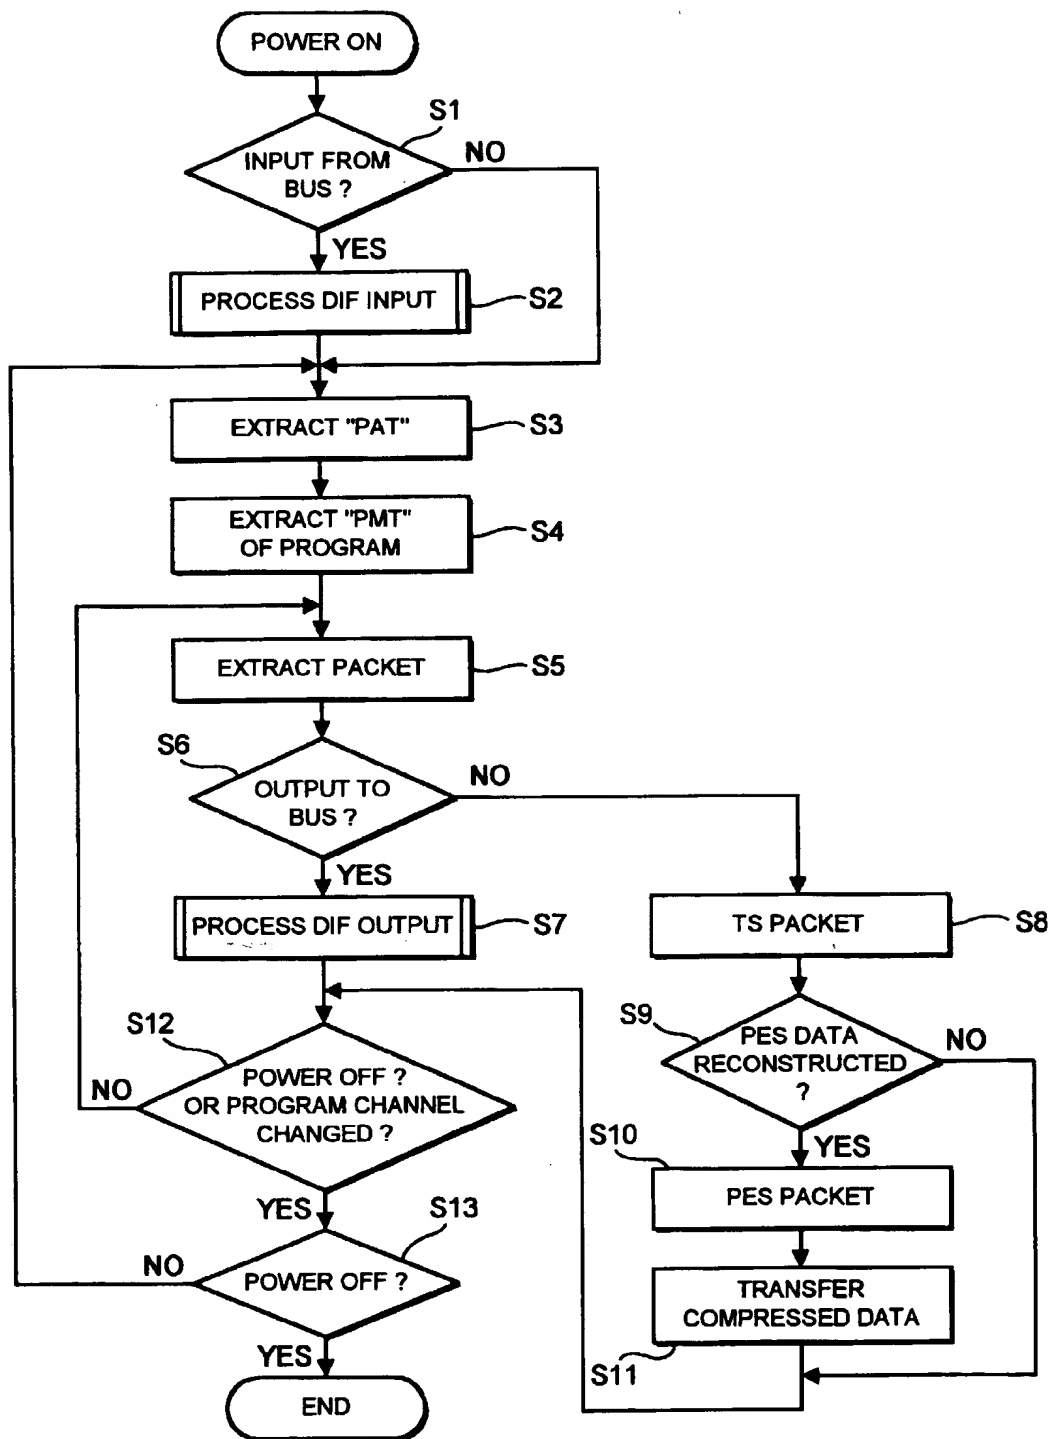 POWER ON
S1
INPUT FROM
BUS ?
NO
YES
PROCESS DIF INPUT
S2
EXTRACT "PAT"
S3
EXTRACT "PMT"
OF PROGRAM
S4
EXTRACT PACKET
S5
S6
OUTPUT TO
BUS ?
NO
YES
PROCESS DIF OUTPUT
S7
TS PACKET
S8
S9
PES DATA
RECONSTRUCTED
?
NO
YES
S10
PES PACKET
TRANSFER
COMPRESSED DATA
S11
S12
POWER OFF ?
OR PROGRAM CHANNEL
CHANGED ?
NO
YES
S13
POWER OFF ?
NO
YES
END